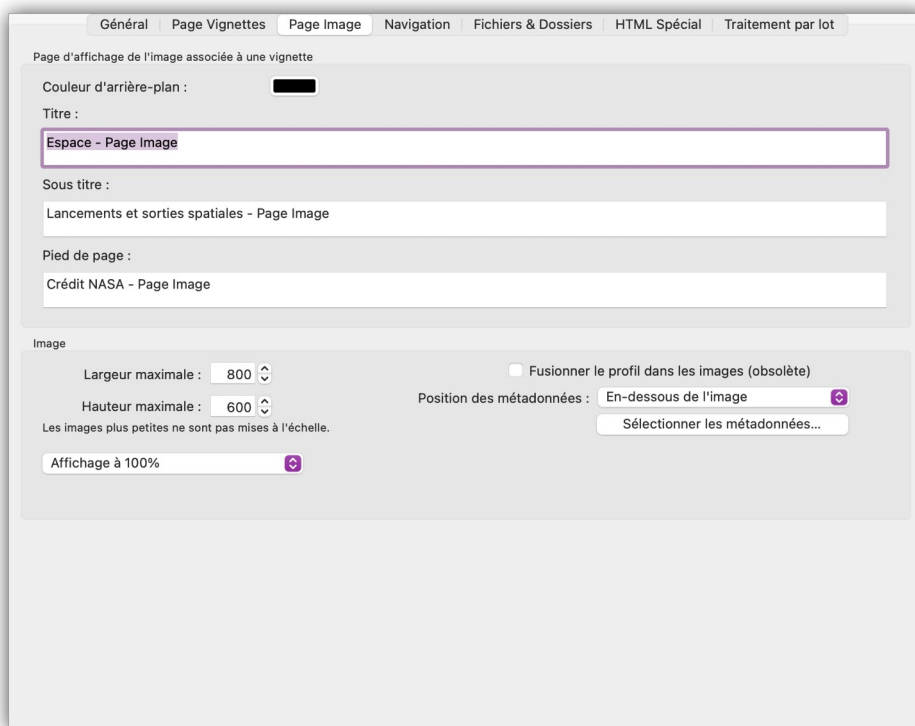 Général Page Vignettes Page Image Navigation Fichiers & Dossiers HTML Spécial Traitement par lot
Page d'affichage de l'image associée à une vignette
Couleur d'arrière-plan :
Titre :
Espace - Page Image
Sous titre :
Lancements et sorties spatiales - Page Image
Pied de page :
Crédit NASA - Page Image
Image
Largeur maximale : 800
Hauteur maximale : 600
Les images plus petites ne sont pas mises à l'échelle.
Affichage à 100%
Fusionner le profil dans les images (obsolète)
Position des métadonnées : En-dessous de l'image
Sélectionner les métadonnées...